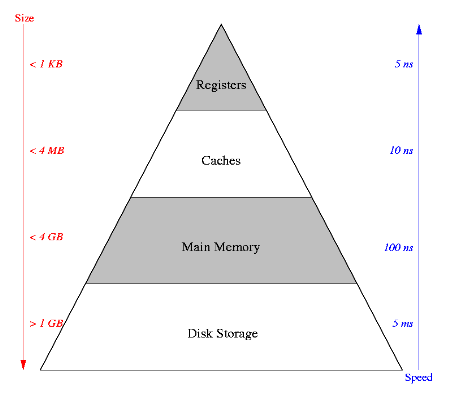 Size
< 1 KB
Registers
5 ns
< 4 MB
Caches
10 ns
< 4 GB
Main Memory
100 ns
> 1 GB
Disk Storage
5 ms
Speed